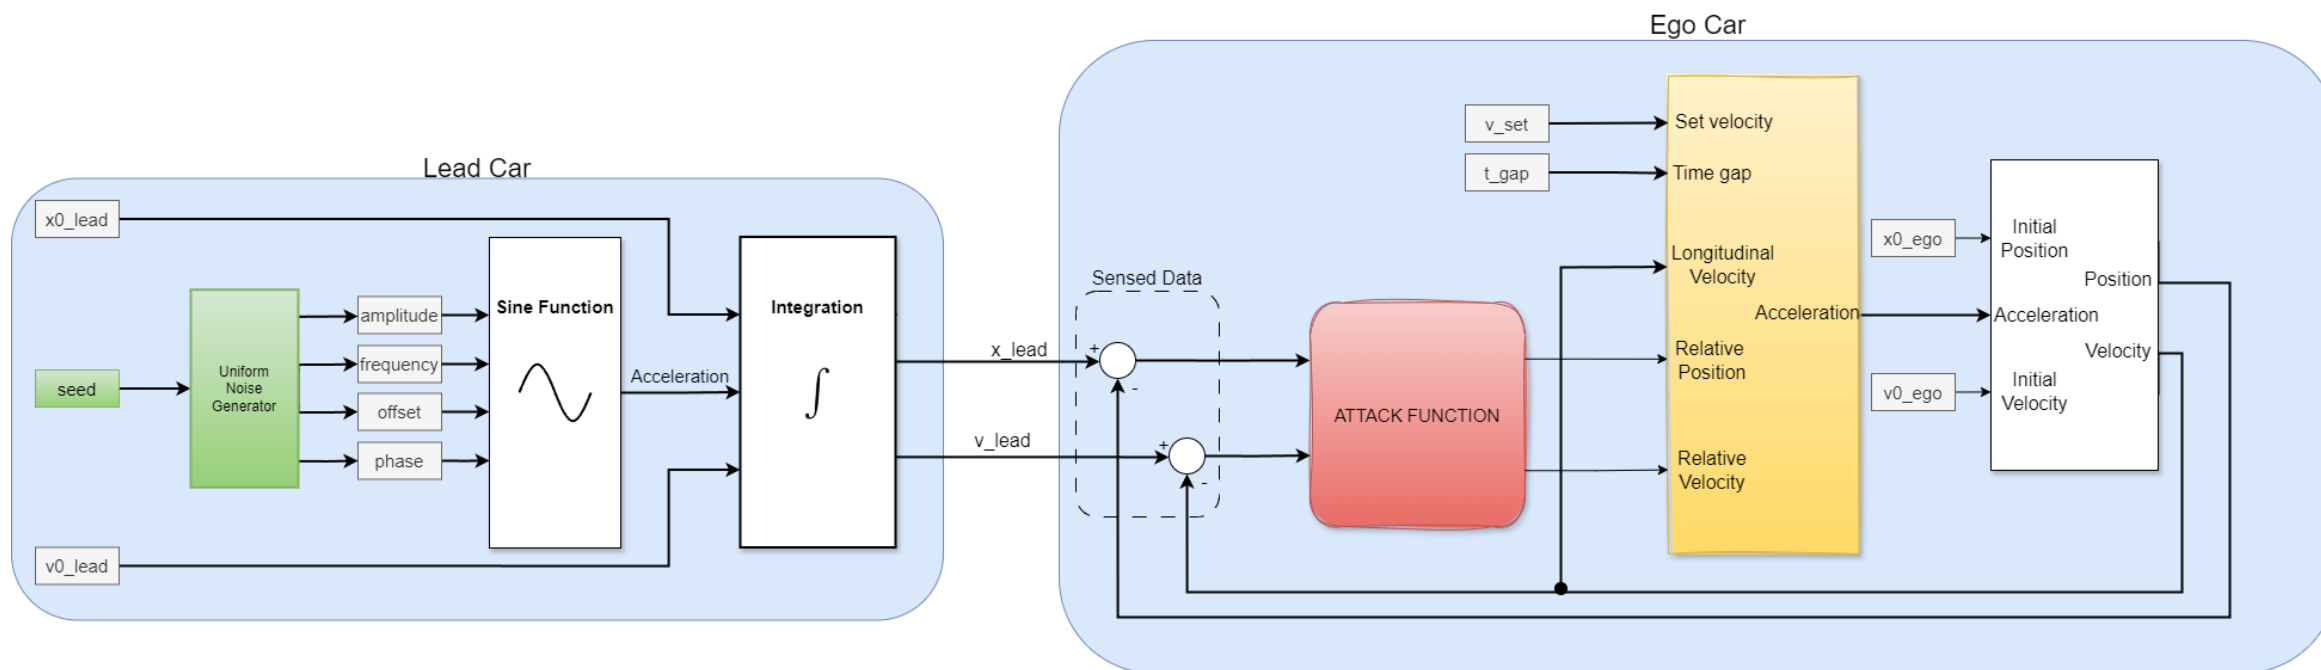 Ego Car
Lead Car
x0_lead
seed
v0_lead
Uniform
Noise
Generator
amplitude
frequency
offset
phase
Sine Function
Acceleration
Integration
∫
x_lead
v_lead
Sensed Data
+
-
+
-
ATTACK FUNCTION
v_set
t_gap
Set velocity
Time gap
Longitudinal
Velocity
Acceleration
Relative
Position
Relative
Velocity
x0_ego
v0_ego
Initial
Position
Position
Acceleration
Velocity
Initial
Velocity